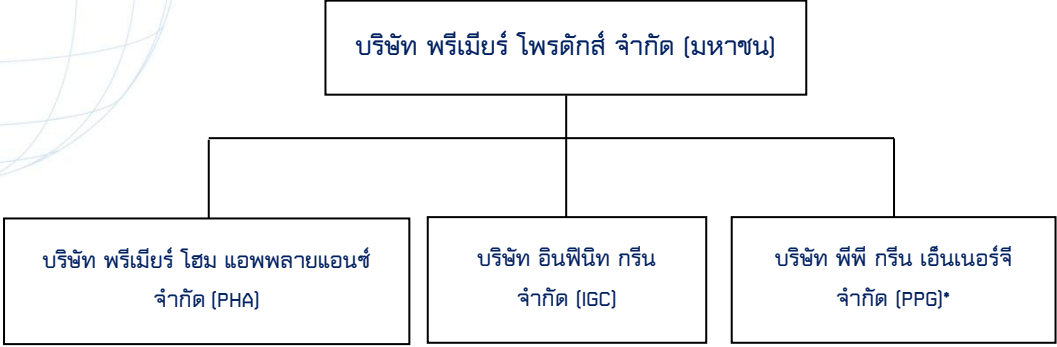 บริษัท พรีเมียร์ โพรดักส์ จำกัด (มหาชน)
บริษัท พรีเมียร์ โฮม แอพพลายแอนซ์
จำกัด (PHA)
บริษัท อินฟินิท กรีน
จำกัด (IGC)
บริษัท พีพี กรีน เอ็นเนอร์จี
จำกัด (PPG)*